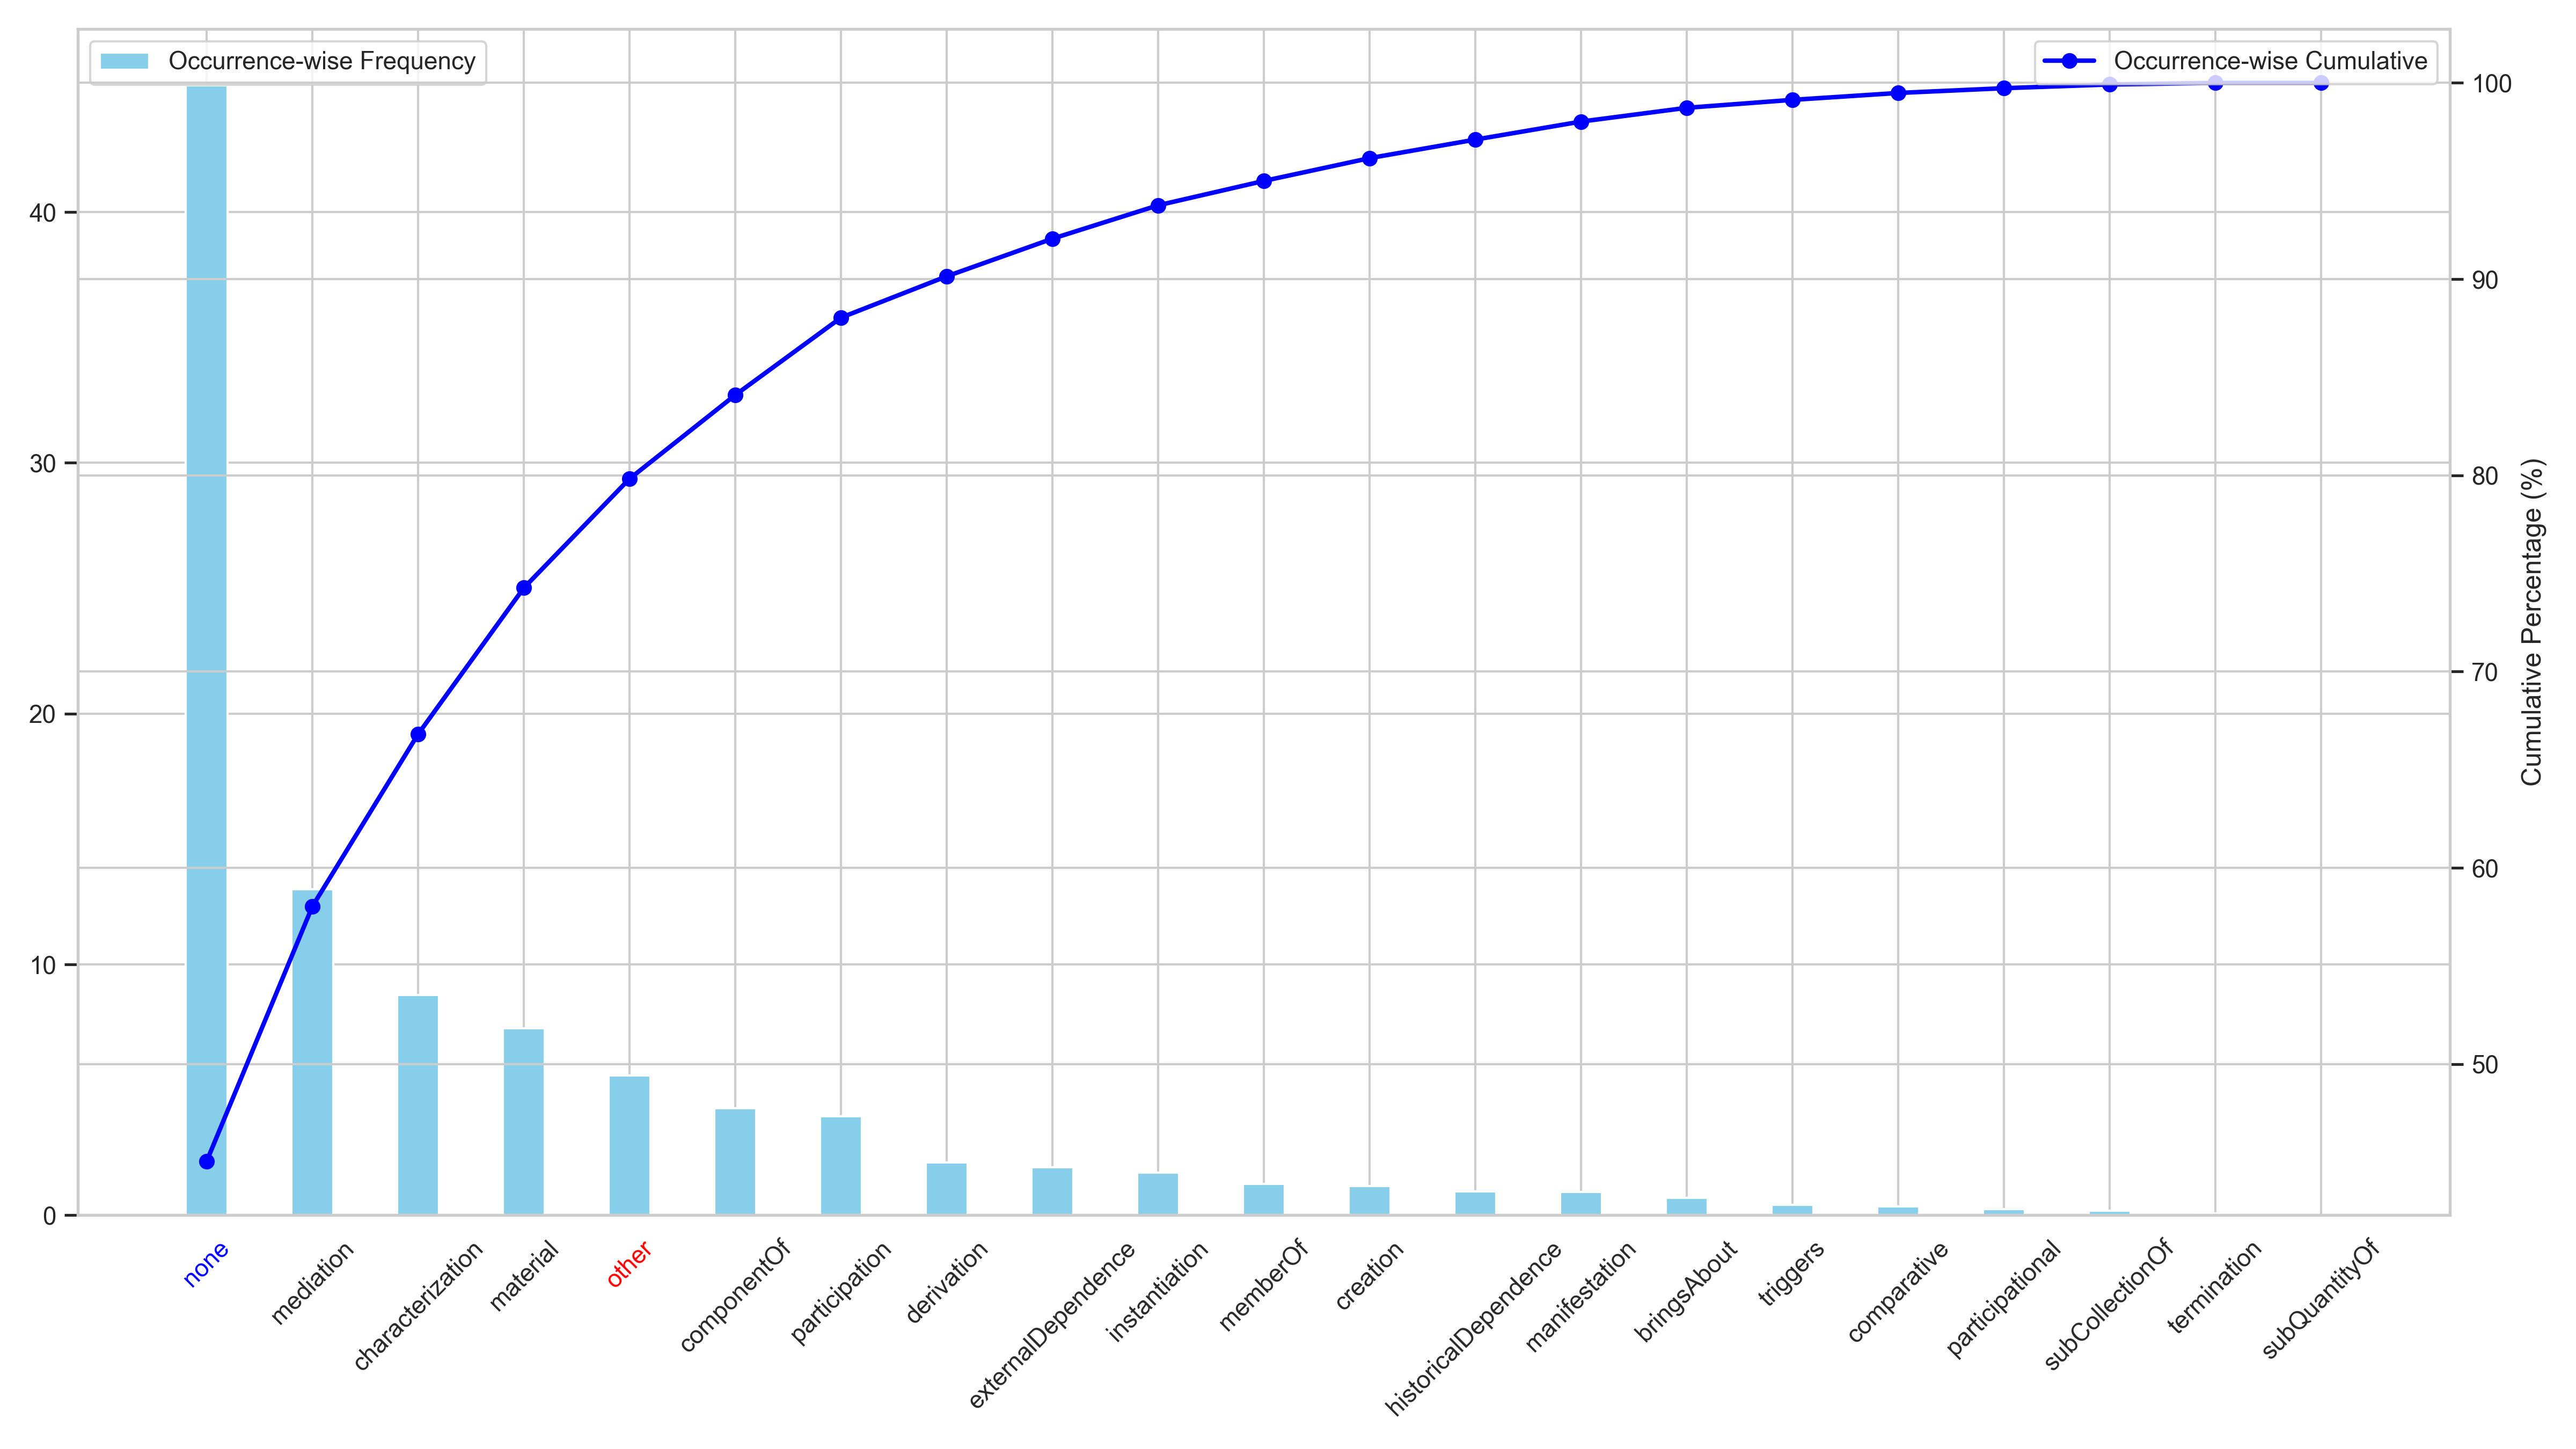 Occurrence-wise Frequency
Occurrence-wise Cumulative
40
30
20
10
0
100
90
80
70
60
50
Cumulative Percentage (%)
none
mediation
characterization
material
other
componentOf
participation
derivation
externalDependence
instantiation
memberOf
creation
historicalDependence
manifestation
bringsAbout
triggers
comparative
participational
subCollectionOf
termination
subQuantityOf